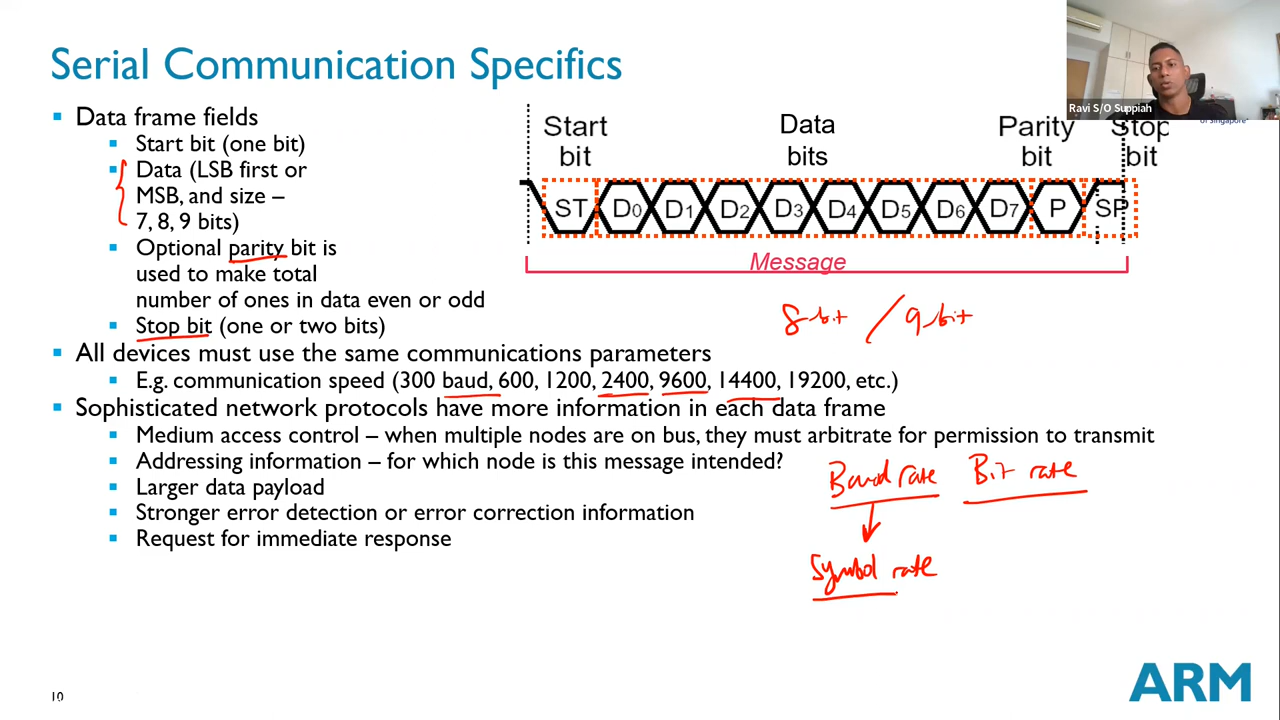 Serial Communication Specifics
Ravi S/O Suppiah
of Singapore
Data frame fields
Start bit (one bit)
Data (LSB first or
MSB, and size –
7, 8, 9 bits)
Optional parity bit is
used to make total
number of ones in data even or odd
Stop bit (one or two bits)
Start bit
Data bits
Parity bit
Stop bit
ST D0 D1 D2 D3 D4 D5 D6 D7 P SP
Message
8 bit / 9 bit
All devices must use the same communications parameters
E.g. communication speed (300 baud, 600, 1200, 2400, 9600, 14400, 19200, etc.)
Sophisticated network protocols have more information in each data frame
Medium access control – when multiple nodes are on bus, they must arbitrate for permission to transmit
Addressing information – for which node is this message intended?
Larger data payload
Stronger error detection or error correction information
Request for immediate response
Baud rate Bit rate
Symbol rate
10
ARM